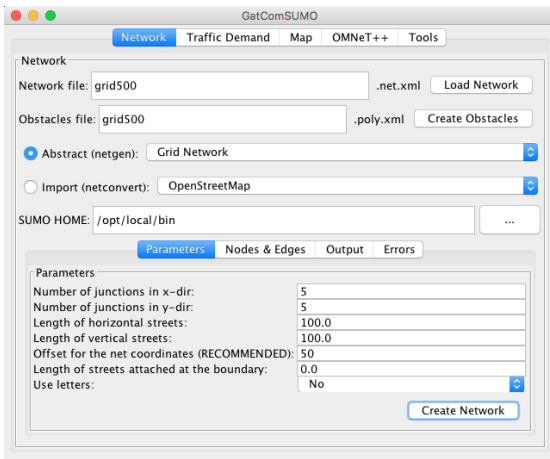 GatComSUMO
Network Traffic Demand Map OMNeT++ Tools
Network
Network file: grid500 .net.xml Load Network
Obstacles file: grid500 .poly.xml Create Obstacles
Abstract (netgen): Grid Network
Import (netconvert): OpenStreetMap
SUMO HOME: /opt/local/bin ...
Parameters Nodes & Edges Output Errors
Parameters
Number of junctions in x-dir: 5
Number of junctions in y-dir: 5
Length of horizontal streets: 100.0
Length of vertical streets: 100.0
Offset for the net coordinates (RECOMMENDED): 50
Length of streets attached at the boundary: 0.0
Use letters: No
Create Network